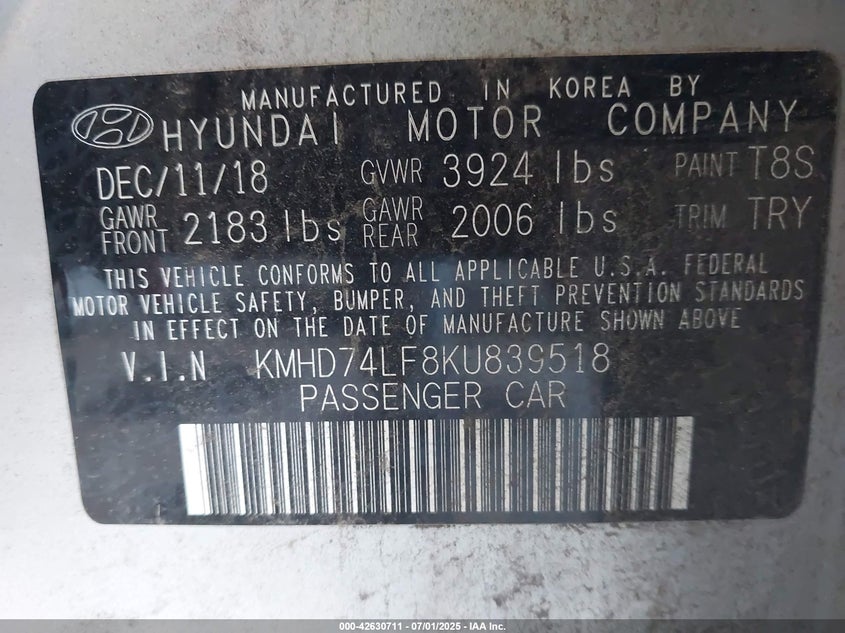 MANUFACTURED IN KOREA BY
HYUNDAI MOTOR COMPANY
DEC/11/18 GVWR 3924 lbs PAINT T8S
GAWR FRONT 2183 lbs GAWR REAR 2006 lbs TRIM TRY
THIS VEHICLE CONFORMS TO ALL APPLICABLE U.S.A. FEDERAL
MOTOR VEHICLE SAFETY, BUMPER, AND THEFT PREVENTION STANDARDS
IN EFFECT ON THE DATE OF MANUFACTURE SHOWN ABOVE
V.I.N KMHD74LF8KU839518
PASSENGER CAR
000-42630711 - 07/01/2025 - IAA Inc.